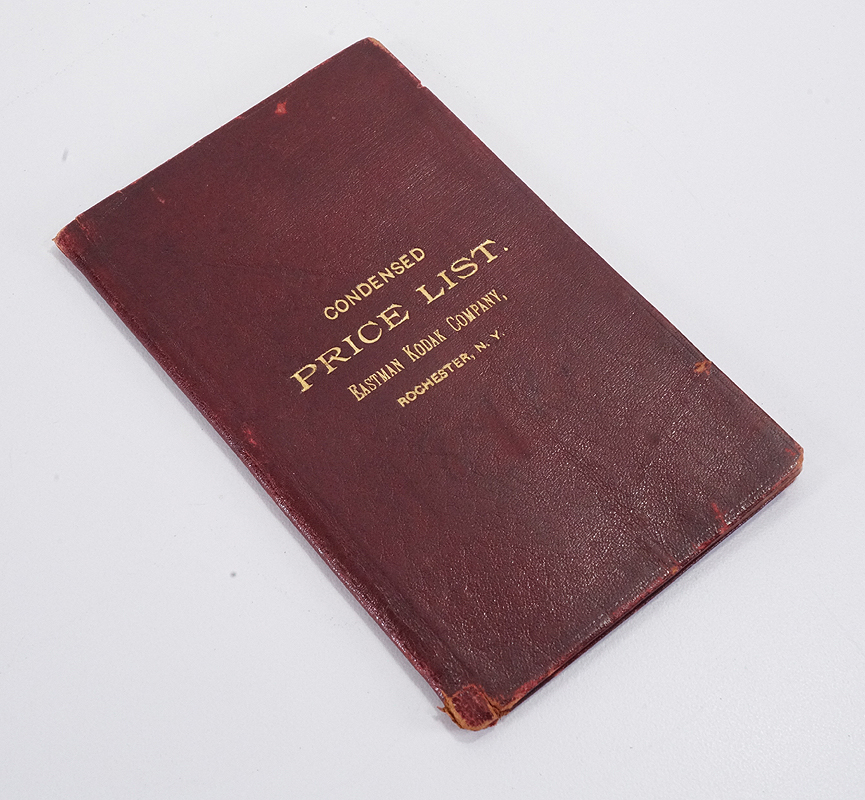 CONDENSED
PRICE LIST.
EASTMAN KODAK COMPANY,
ROCHESTER, N. Y.